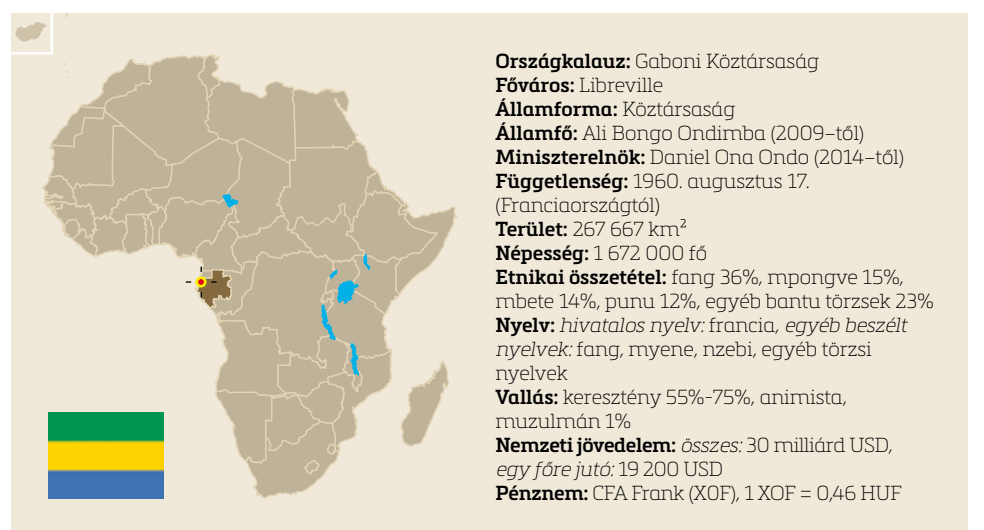 Országkalauz: Gaboni Köztársaság
Főváros: Libreville
Államforma: Köztársaság
Államfő: Ali Bongo Ondimba (2009–től)
Miniszterelnök: Daniel Ona Ondo (2014–től)
Függetlenség: 1960. augusztus 17.
(Franciaországtól)
Terület: 267 667 km²
Népesség: 1 672 000 fő
Etnikai összetétel: fang 36%, mpongve 15%,
mbete 14%, punu 12%, egyéb bantu törzsek 23%
Nyelv: hivatalos nyelv: francia, egyéb beszélt
nyelvek: fang, myene, nzebi, egyéb törzsi
nyelvek
Vallás: keresztény 55%-75%, animista,
muzulmán 1%
Nemzeti jövedelem: összes: 30 milliárd USD,
egy főre jutó: 19 200 USD
Pénznem: CFA Frank (XOF), 1 XOF = 0,46 HUF